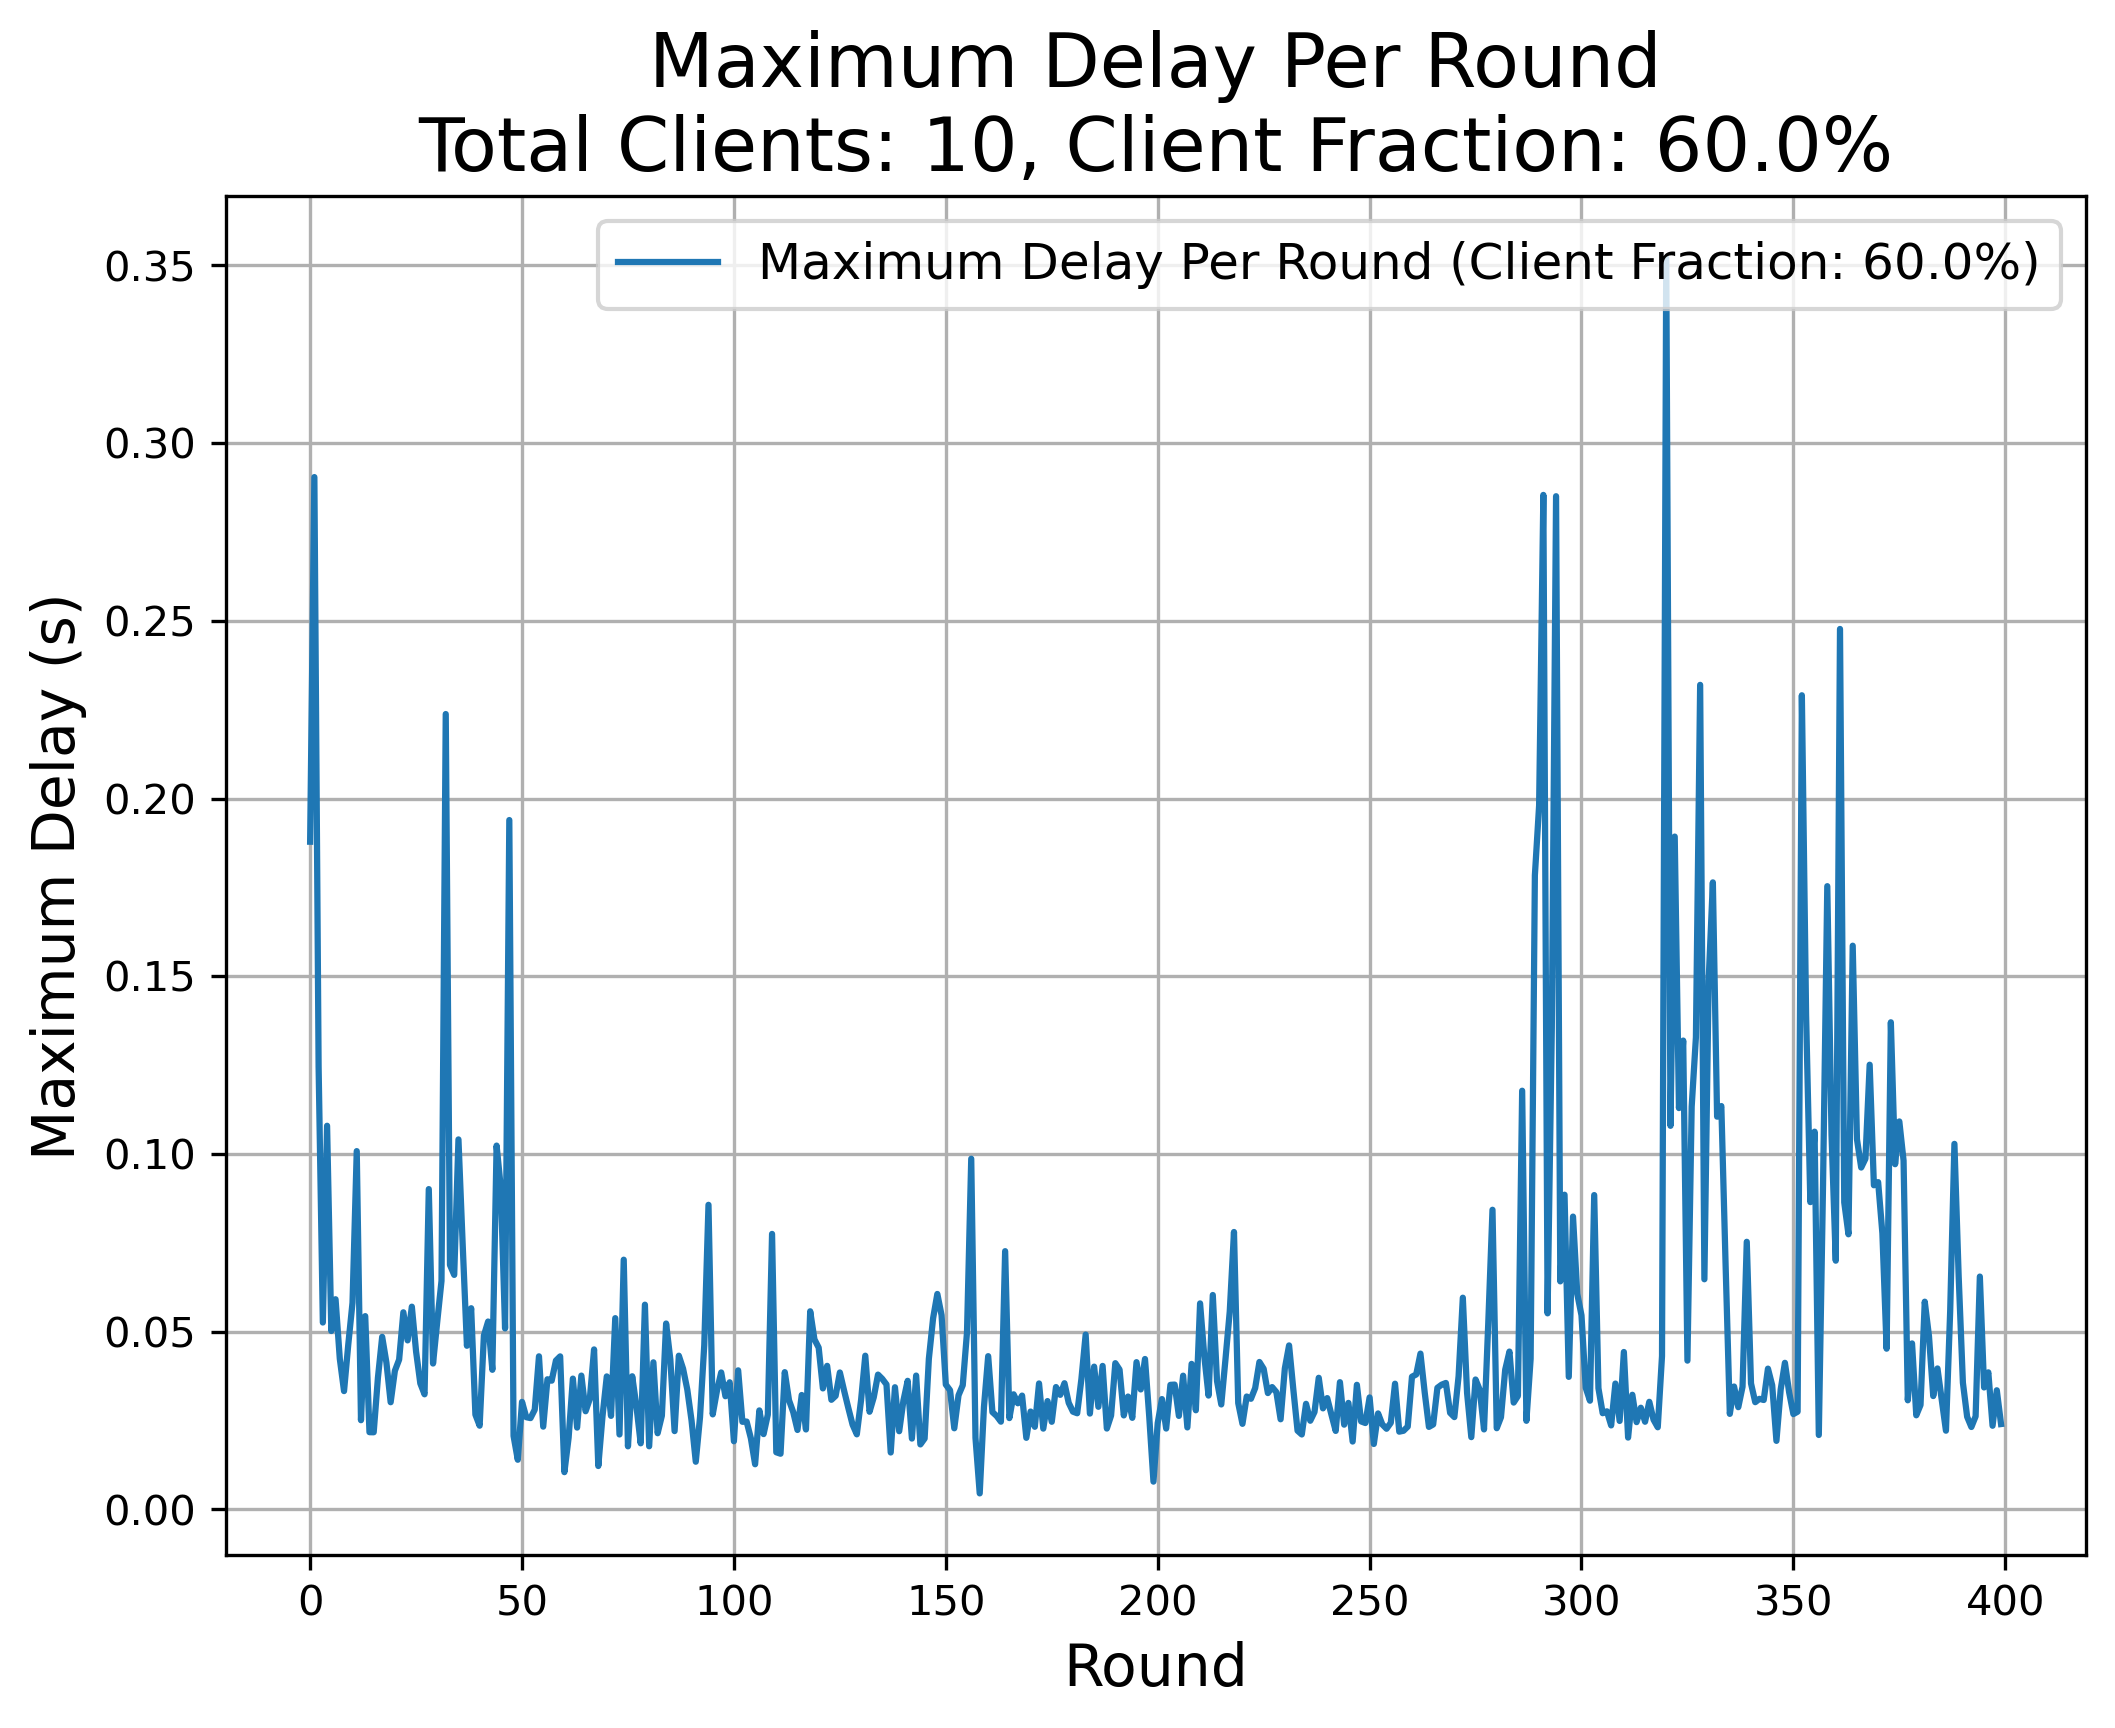 Maximum Delay Per Round
Total Clients: 10, Client Fraction: 60.0%
Maximum Delay Per Round (Client Fraction: 60.0%)
Maximum Delay (s)
0.35
0.30
0.25
0.20
0.15
0.10
0.05
0.00
0 50 100 150 200 250 300 350 400
Round